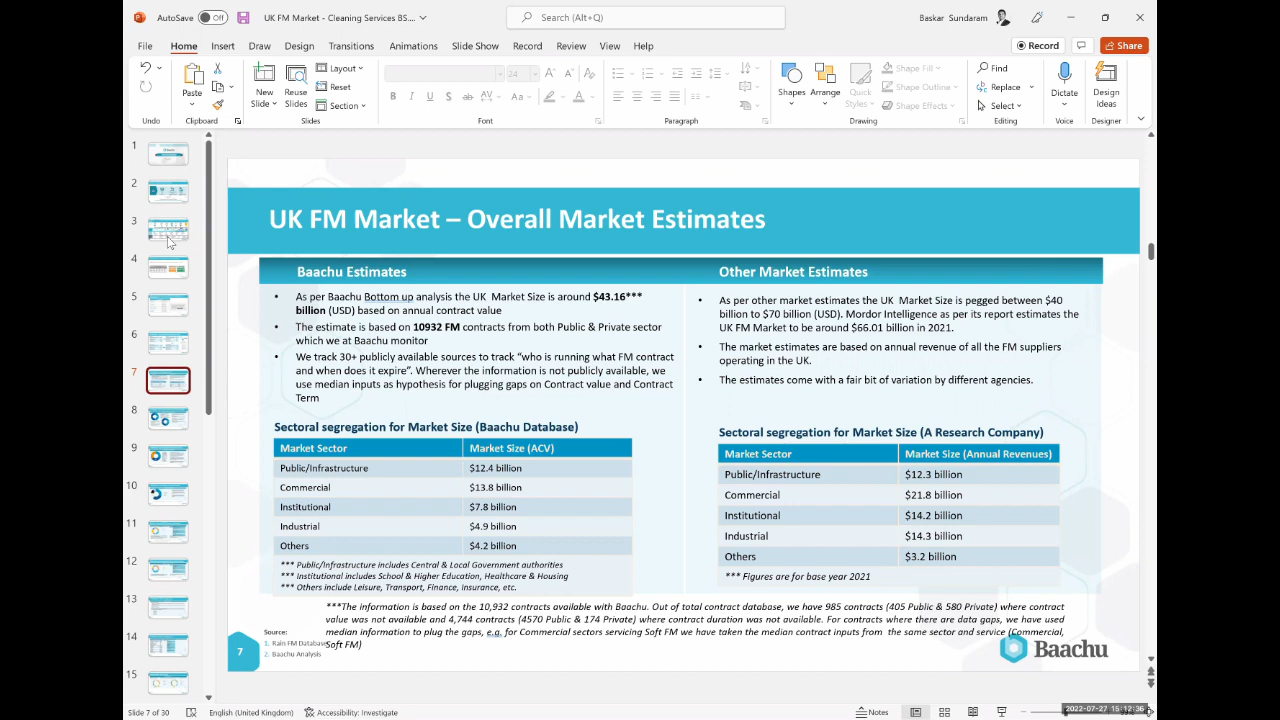 AutoSave Off UK FM Market - Cleaning Services BS.... Search (Alt+Q) Baskar Sundaram
File Home Insert Draw Design Transitions Animations Slide Show Record Review View Help Record Share
Paste New Slide Reuse Slides Layout Reset Section 24 B I U S ab AV Aa A Shapes Arrange Quick Styles Shape Fill Shape Outline Shape Effects Find Replace Select Dictate Design Ideas
Undo Clipboard Slides Font Paragraph Drawing Editing Voice Designer
1
2
3
4
5
6
7
8
9
10
11
12
13
14
15
UK FM Market – Overall Market Estimates
Baachu Estimates
• As per Baachu Bottom up analysis the UK Market Size is around $43.16***
billion (USD) based on annual contract value
• The estimate is based on 10932 FM contracts from both Public & Private sector
which we at Baachu monitor
• We track 30+ publicly available sources to track “who is running what FM contract
and when does it expire”. Whenever the information is not publicly available, we
use median inputs as hypothesis for plugging gaps on Contract value and Contract
Term
Sectoral segregation for Market Size (Baachu Database)
Market Sector Market Size (ACV)
Public/Infrastructure $12.4 billion
Commercial $13.8 billion
Institutional $7.8 billion
Industrial $4.9 billion
Others $4.2 billion
*** Public/Infrastructure includes Central & Local Government authorities
*** Institutional includes School & Higher Education, Healthcare & Housing
*** Others include Leisure, Transport, Finance, Insurance, etc.
Other Market Estimates
• As per other market estimates the UK Market Size is pegged between $40
billion to $70 billion (USD). Mordor Intelligence as per its report estimates the
UK FM Market to be around $66.01 billion in 2021.
• The market estimates are based on annual revenue of all the FM suppliers
operating in the UK.
• The estimates come with a fair bit of variation by different agencies.
Sectoral segregation for Market Size (A Research Company)
Market Sector Market Size (Annual Revenues)
Public/Infrastructure $12.3 billion
Commercial $21.8 billion
Institutional $14.2 billion
Industrial $14.3 billion
Others $3.2 billion
*** Figures are for base year 2021
***The information is based on the 10,932 contracts available with Baachu. Out of total contract database, we have 985 contracts (405 Public & 580 Private) where contract
value was not available and 4,744 contracts (4570 Public & 174 Private) where contract duration was not available. For contracts where there are data gaps, we have used
median information to plug the gaps, e.g. for Commercial sectors servicing Soft FM we have taken the median contract inputs from the same sector and service (Commercial,
Soft FM)
7
Source:
1. Rain FM Database
2. Baachu Analysis
Baachu
Slide 7 of 30 English (United Kingdom) Accessibility: Investigate Notes 2022-07-27 15:12:36